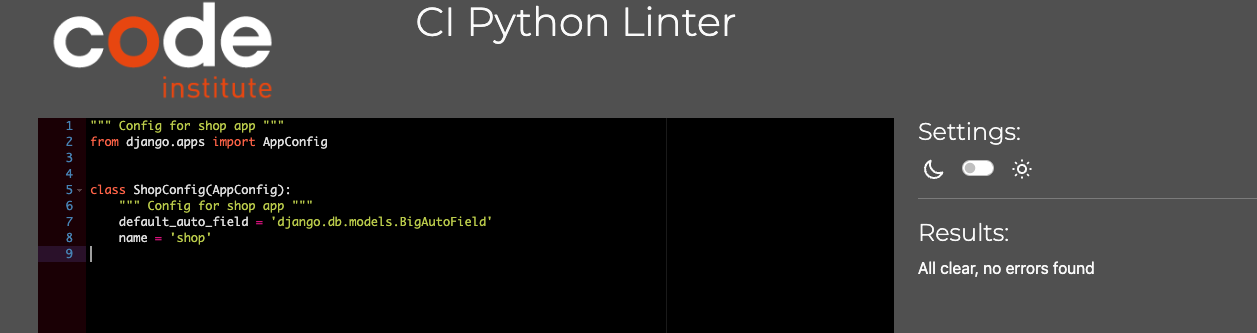 code
institute
CI Python Linter
1 """ Config for shop app """
2 from django.apps import AppConfig
3
4
5 class ShopConfig(AppConfig):
6     """ Config for shop app """
7     default_auto_field = 'django.db.models.BigAutoField'
8     name = 'shop'
9
Settings:
Results:
All clear, no errors found